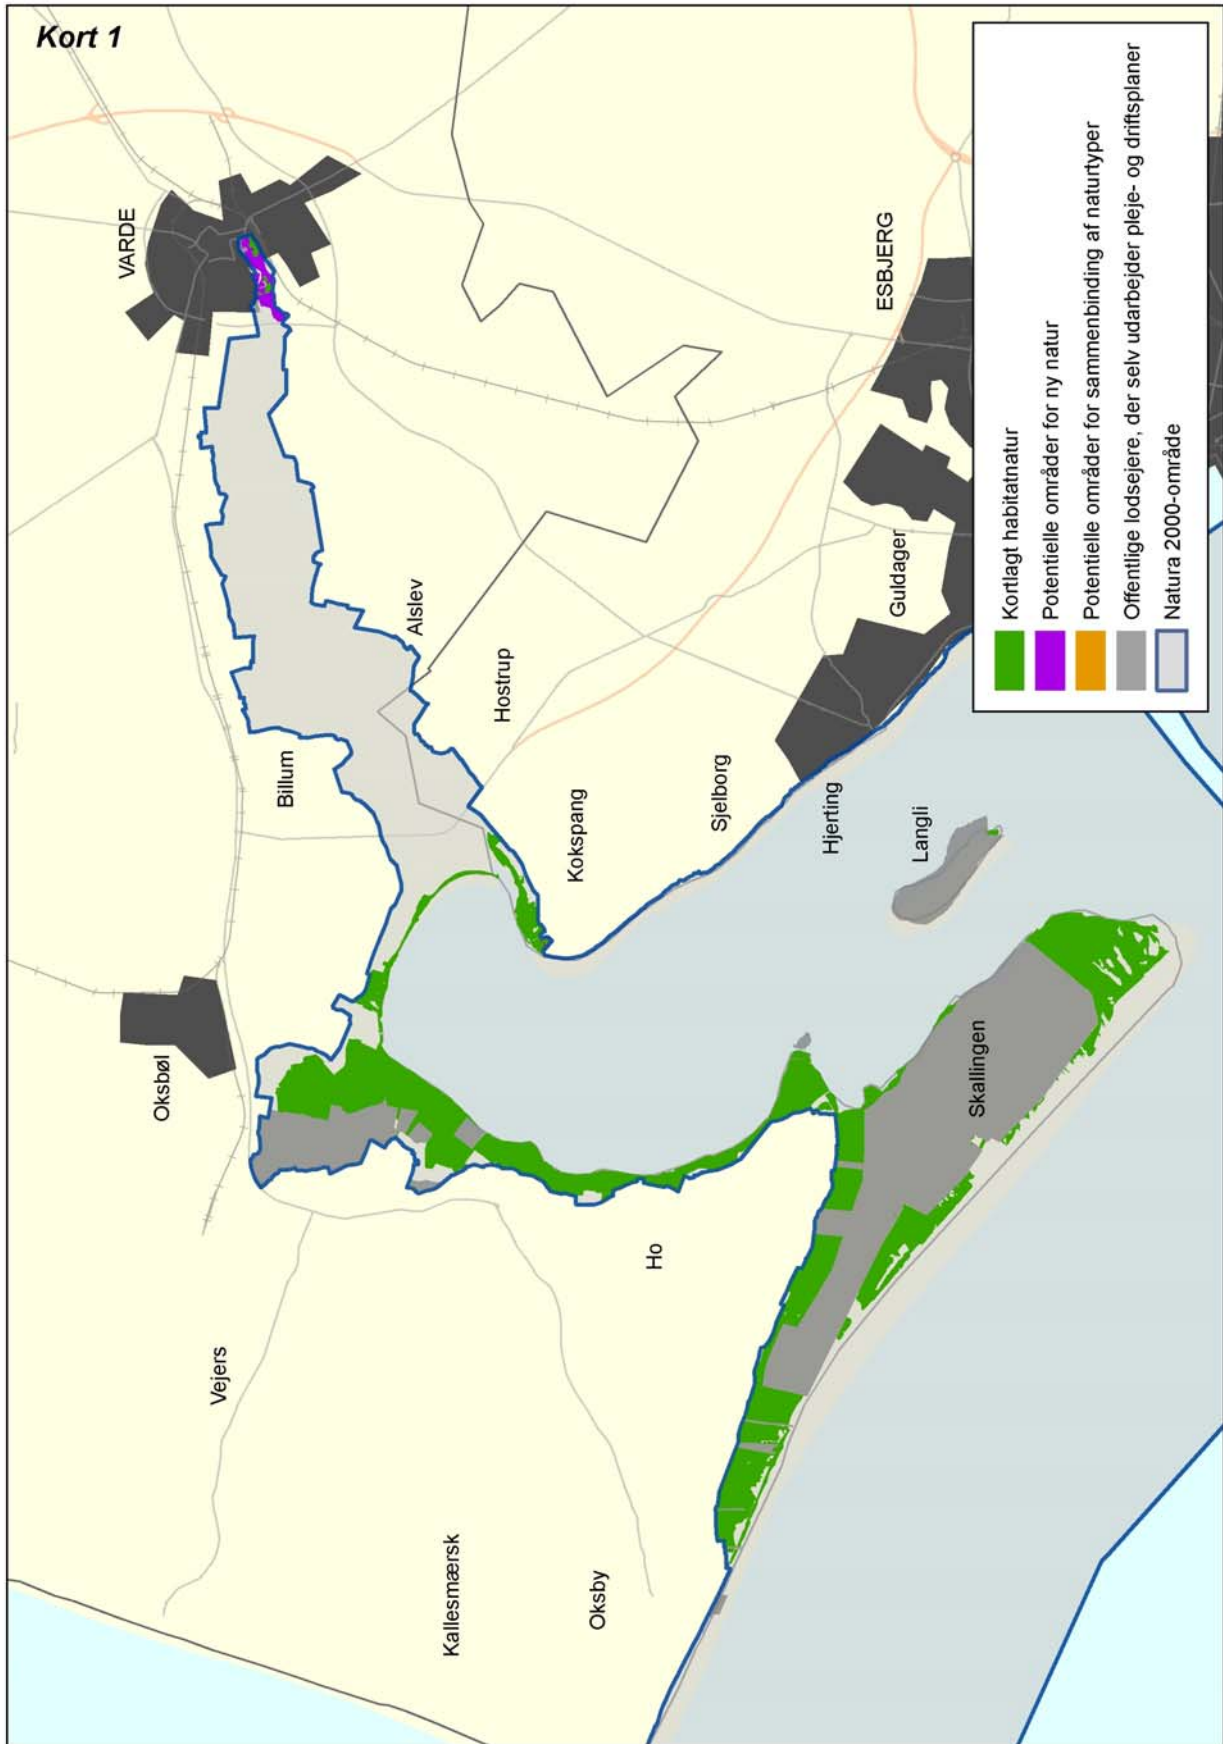 Kort 1
VARDE
Oksbøl
Billum
Alslev
Hostrup
Kokspang
Sjelborg
Hjerting
Langli
Guldager
ESBJERG
Vejers
Ho
Skallingen
Kallesmærsk
Oksby
Kortlagt habitatnatur
Potentielle områder for ny natur
Potentielle områder for sammenbinding af naturtyper
Offentlige lodsejere, der selv udarbejder pleje- og driftsplaner
Natura 2000-område